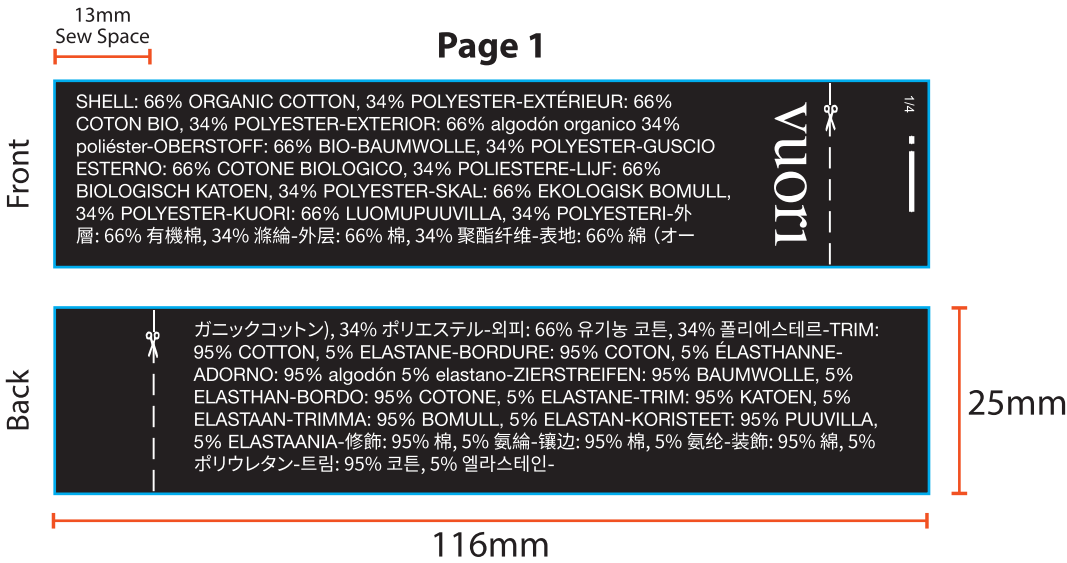 13mm
Sew Space
Page 1
Front
SHELL: 66% ORGANIC COTTON, 34% POLYESTER-EXTÉRIEUR: 66%
COTON BIO, 34% POLYESTER-EXTERIOR: 66% algodón organico 34%
poliéster-OBERSTOFF: 66% BIO-BAUMWOLLE, 34% POLYESTER-GUSCIO
ESTERNO: 66% COTONE BIOLOGICO, 34% POLIESTERE-LIJF: 66%
BIOLOGISCH KATOEN, 34% POLYESTER-SKAL: 66% EKOLOGISK BOMULL,
34% POLYESTER-KUORI: 66% LUOMUPUUVILLA, 34% POLYESTERI-外
層: 66% 有機棉, 34% 滌綸-外层: 66% 棉, 34% 聚酯纤维-表地: 66% 綿 (オー
vuori
1/4
Back
ガニックコットン), 34% ポリエステル-외피: 66% 유기농 코튼, 34% 폴리에스테르-TRIM:
95% COTTON, 5% ELASTANE-BORDURE: 95% COTON, 5% ÉLASTHANNE-
ADORNO: 95% algodón 5% elastano-ZIERSTREIFEN: 95% BAUMWOLLE, 5%
ELASTHAN-BORDO: 95% COTONE, 5% ELASTANE-TRIM: 95% KATOEN, 5%
ELASTAAN-TRIMMA: 95% BOMULL, 5% ELASTAN-KORISTEET: 95% PUUVILLA,
5% ELASTAANIA-修飾: 95% 棉, 5% 氨綸-镶边: 95% 棉, 5% 氨纶-装飾: 95% 綿, 5%
ポリウレタン-트림: 95% 코튼, 5% 엘라스테인-
25mm
116mm